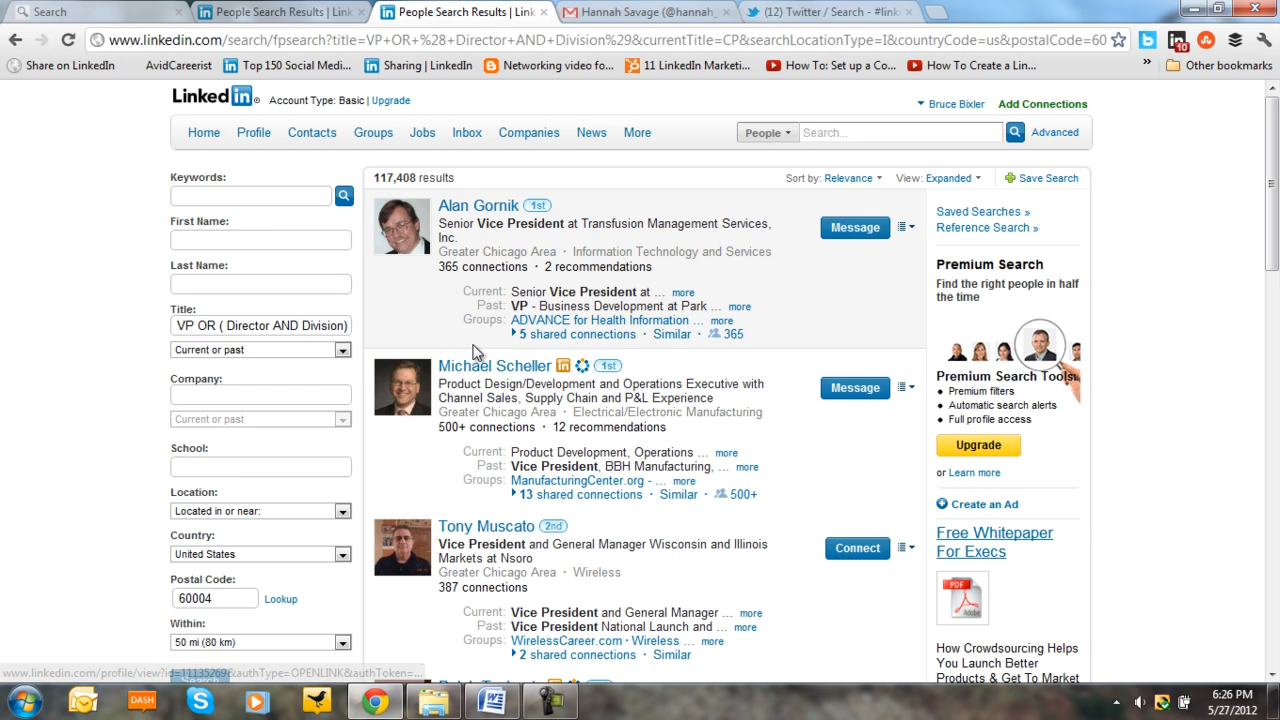 Search
People Search Results | Link
People Search Results | Link
Hannah Savage (@hannah_
(12) Twitter / Search - #link
www.linkedin.com/search/fpsearch?title=VP+OR+%28+Director+AND+Division%29&currentTitle=CP&searchLocationType=I&countryCode=us&postalCode=60
10
Share on LinkedIn AvidCareerist Top 150 Social Medi... Sharing | LinkedIn Networking video fo... 11 LinkedIn Marketi... How To: Set up a Co... How To Create a Lin... » Other bookmarks
Linked in® Account Type: Basic | Upgrade Bruce Bixler Add Connections
Home Profile Contacts Groups Jobs Inbox Companies News More People Search... Advanced
Keywords:
First Name:
Last Name:
Title:
VP OR ( Director AND Division)
Current or past
Company:
Current or past
School:
Location:
Located in or near:
Country:
United States
Postal Code:
60004 Lookup
Within:
50 mi (80 km)
Search
117,408 results Sort by: Relevance View: Expanded Save Search
Alan Gornik 1st
Senior Vice President at Transfusion Management Services,
Inc.
Greater Chicago Area · Information Technology and Services
365 connections · 2 recommendations
Message
Current: Senior Vice President at ... more
Past: VP - Business Development at Park ... more
Groups: ADVANCE for Health Information ... more
5 shared connections · Similar · 365
Michael Scheller in 1st
Product Design/Development and Operations Executive with
Channel Sales, Supply Chain and P&L Experience
Greater Chicago Area · Electrical/Electronic Manufacturing
500+ connections · 12 recommendations
Message
Current: Product Development, Operations ... more
Past: Vice President, BBH Manufacturing, ... more
Groups: ManufacturingCenter.org - ... more
13 shared connections · Similar · 500+
Tony Muscato 2nd
Vice President and General Manager Wisconsin and Illinois
Markets at Nsoro
Greater Chicago Area · Wireless
387 connections
Connect
Current: Vice President and General Manager ... more
Past: Vice President National Launch and ... more
Groups: WirelessCareer.com · Wireless ... more
2 shared connections · Similar
Saved Searches »
Reference Search »
Premium Search
Find the right people in half
the time
Premium Search Tools:
• Premium filters
• Automatic search alerts
• Full profile access
Upgrade
or Learn more
Create an Ad
Free Whitepaper
For Execs
PDF
Adobe
How Crowdsourcing Helps
You Launch Better
Products & Get To Market
www.linkedin.com/profile/view?id=11135269&authType=OPENLINK&authToken=...
DASH
6:26 PM
5/27/2012